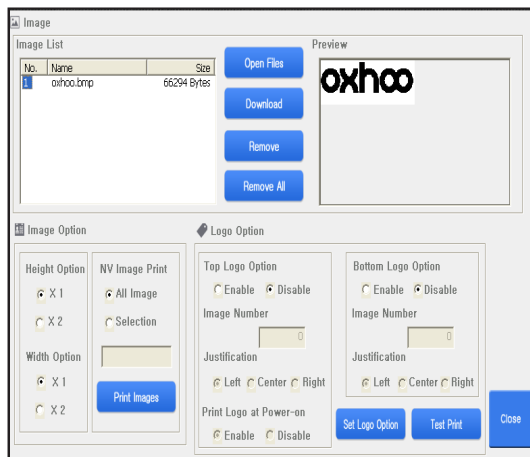 Image
Image List
No. Name Size
1 oxhoo.bmp 66294 Bytes
Open Files
Download
Remove
Remove All
Preview
oxhoo
Image Option
Height Option
X 1
X 2
Width Option
X 1
X 2
NV Image Print
All Image
Selection
Print Images
Logo Option
Top Logo Option
Enable Disable
Image Number
0
Justification
Left Center Right
Print Logo at Power-on
Enable Disable
Bottom Logo Option
Enable Disable
Image Number
0
Justification
Left Center Right
Set Logo Option
Test Print
Close